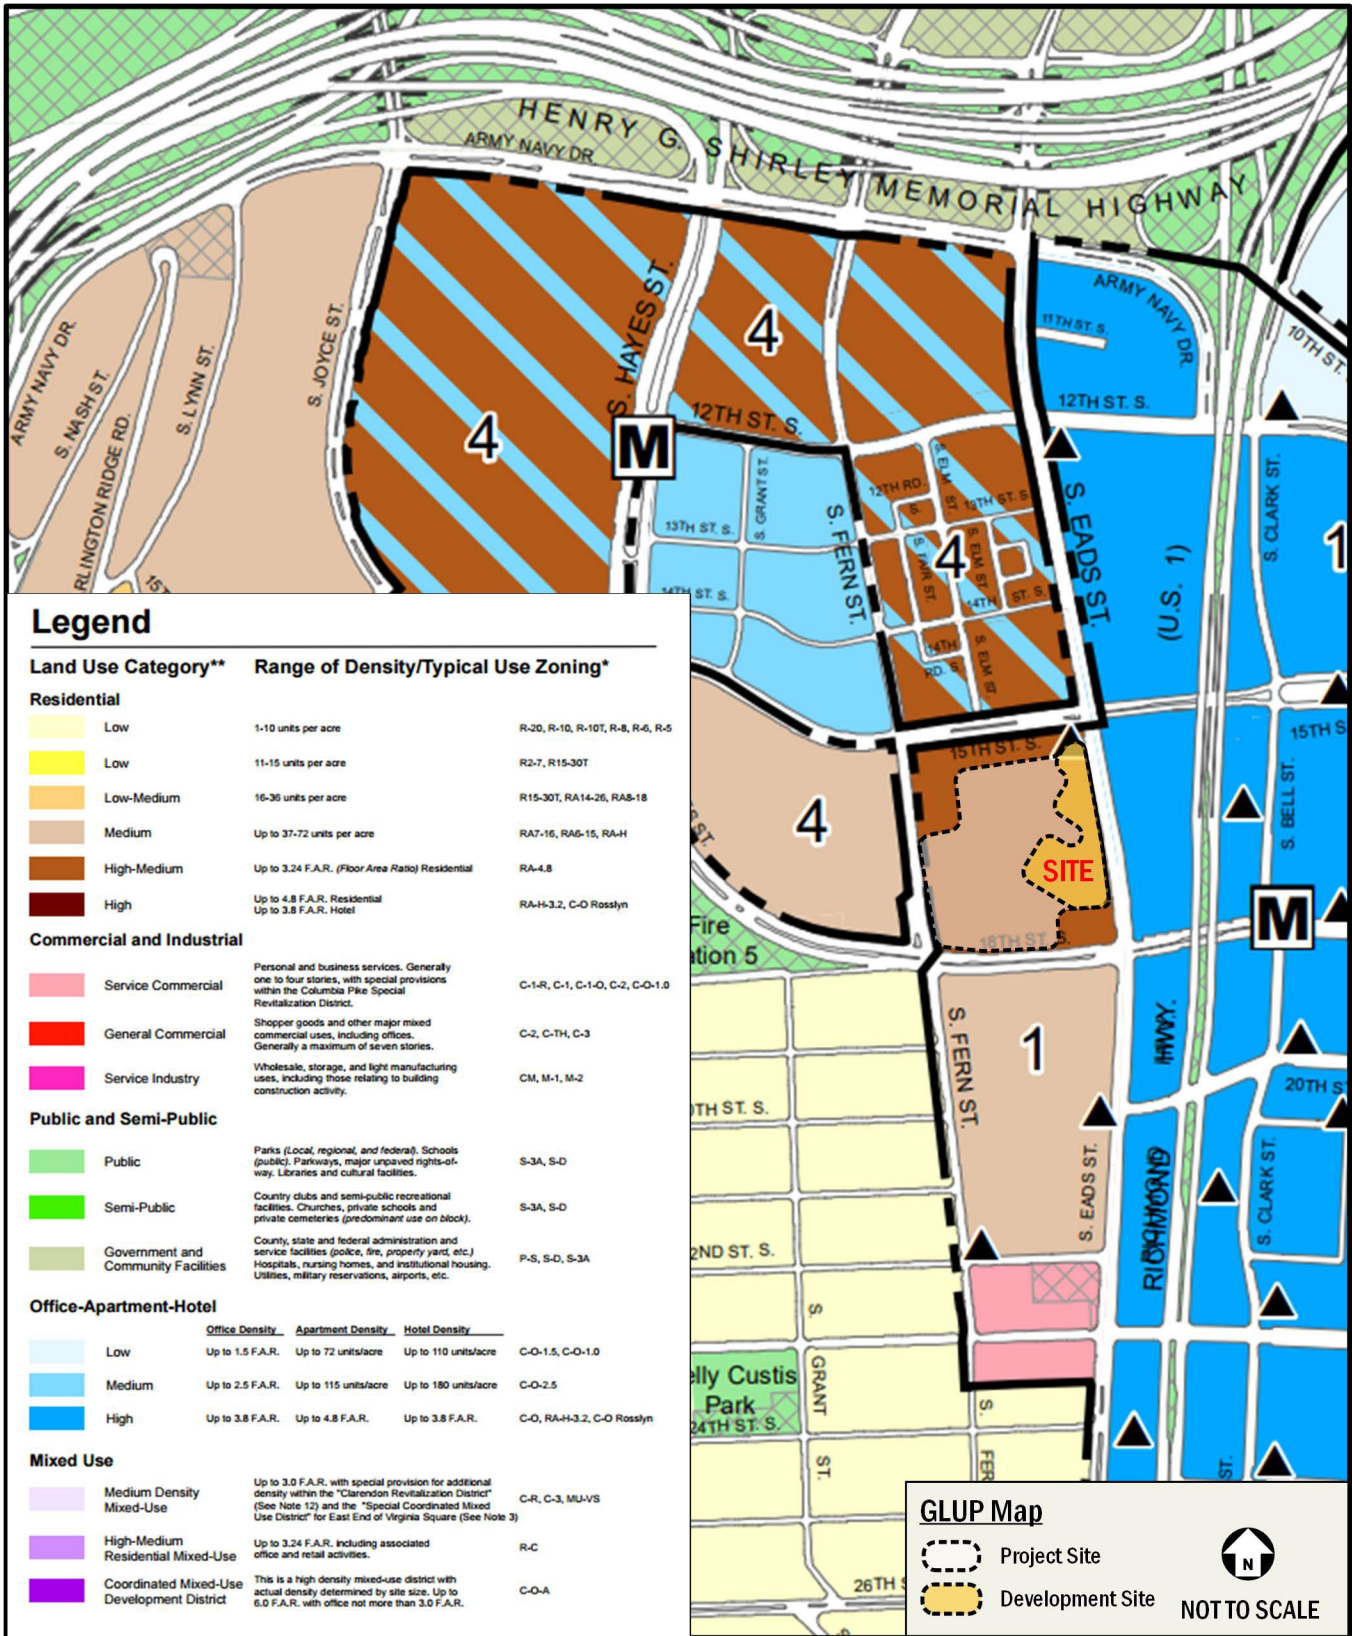 HENRY G. SHIRLEY MEMORIAL HIGHWAY
ARMY NAVY DR.
ARMY NAVY DR.
11TH ST. S.
10TH ST.
12TH ST. S.
ARMY NAVY DR.
S. NASH ST.
ARLINGTON RIDGE RD.
S. LYNN ST.
S. JOYCE ST.
S. HAYES ST.
4
4
12TH ST. S.
M
S. GRANT ST.
13TH ST. S.
14TH ST. S.
S. FERN ST.
12TH RD. S.
S. ELM ST.
13TH ST. S.
4
S. FAIR ST.
S. ELM ST.
14TH ST. S.
14TH RD. S.
S. ELM ST.
S. EADS ST.
(U.S. 1)
S. CLARK ST.
1
15T
15TH ST. S.
15TH S
4
SITE
18TH ST. S.
S. BELL ST.
M
Fire
ation 5
S. FERN ST.
1
HWY.
20TH S
TH ST. S.
S. EADS ST.
RICHMOND
S. CLARK ST.
2ND ST. S.
S. GRANT ST.
elly Custis
Park
24TH ST. S.
S. FER
ST.
26TH S
Legend
Land Use Category** Range of Density/Typical Use Zoning*
Residential
Low 1-10 units per acre R-20, R-10, R-10T, R-8, R-6, R-5
Low 11-15 units per acre R2-7, R15-30T
Low-Medium 16-36 units per acre R15-30T, RA14-26, RA8-18
Medium Up to 37-72 units per acre RA7-16, RA6-15, RA-H
High-Medium Up to 3.24 F.A.R. (Floor Area Ratio) Residential RA-4.8
High Up to 4.8 F.A.R. Residential
Up to 3.8 F.A.R. Hotel RA-H-3.2, C-O Rosslyn
Commercial and Industrial
Service Commercial Personal and business services. Generally
one to four stories, with special provisions
within the Columbia Pike Special
Revitalization District. C-1-R, C-1, C-1-O, C-2, C-O-1.0
General Commercial Shopper goods and other major mixed
commercial uses, including offices.
Generally a maximum of seven stories. C-2, C-TH, C-3
Service Industry Wholesale, storage, and light manufacturing
uses, including those relating to building
construction activity. CM, M-1, M-2
Public and Semi-Public
Public Parks (Local, regional, and federal). Schools
(public). Parkways, major unpaved rights-of-
way. Libraries and cultural facilities. S-3A, S-D
Semi-Public Country clubs and semi-public recreational
facilities. Churches, private schools and
private cemeteries (predominant use on block). S-3A, S-D
Government and
Community Facilities County, state and federal administration and
service facilities (police, fire, property yard, etc.)
Hospitals, nursing homes, and institutional housing.
Utilities, military reservations, airports, etc. P-S, S-D, S-3A
Office-Apartment-Hotel
Office Density Apartment Density Hotel Density
Low Up to 1.5 F.A.R. Up to 72 units/acre Up to 110 units/acre C-O-1.5, C-O-1.0
Medium Up to 2.5 F.A.R. Up to 115 units/acre Up to 180 units/acre C-O-2.5
High Up to 3.8 F.A.R. Up to 4.8 F.A.R. Up to 3.8 F.A.R. C-O, RA-H-3.2, C-O Rosslyn
Mixed Use
Medium Density
Mixed-Use Up to 3.0 F.A.R. with special provision for additional
density within the "Clarendon Revitalization District"
(See Note 12) and the "Special Coordinated Mixed
Use District" for East End of Virginia Square (See Note 3) C-R, C-3, MU-VS
High-Medium
Residential Mixed-Use Up to 3.24 F.A.R. including associated
office and retail activities. R-C
Coordinated Mixed-Use
Development District This is a high density mixed-use district with
actual density determined by site size. Up to
6.0 F.A.R. with office not more than 3.0 F.A.R. C-O-A
GLUP Map
Project Site
Development Site
N
NOT TO SCALE